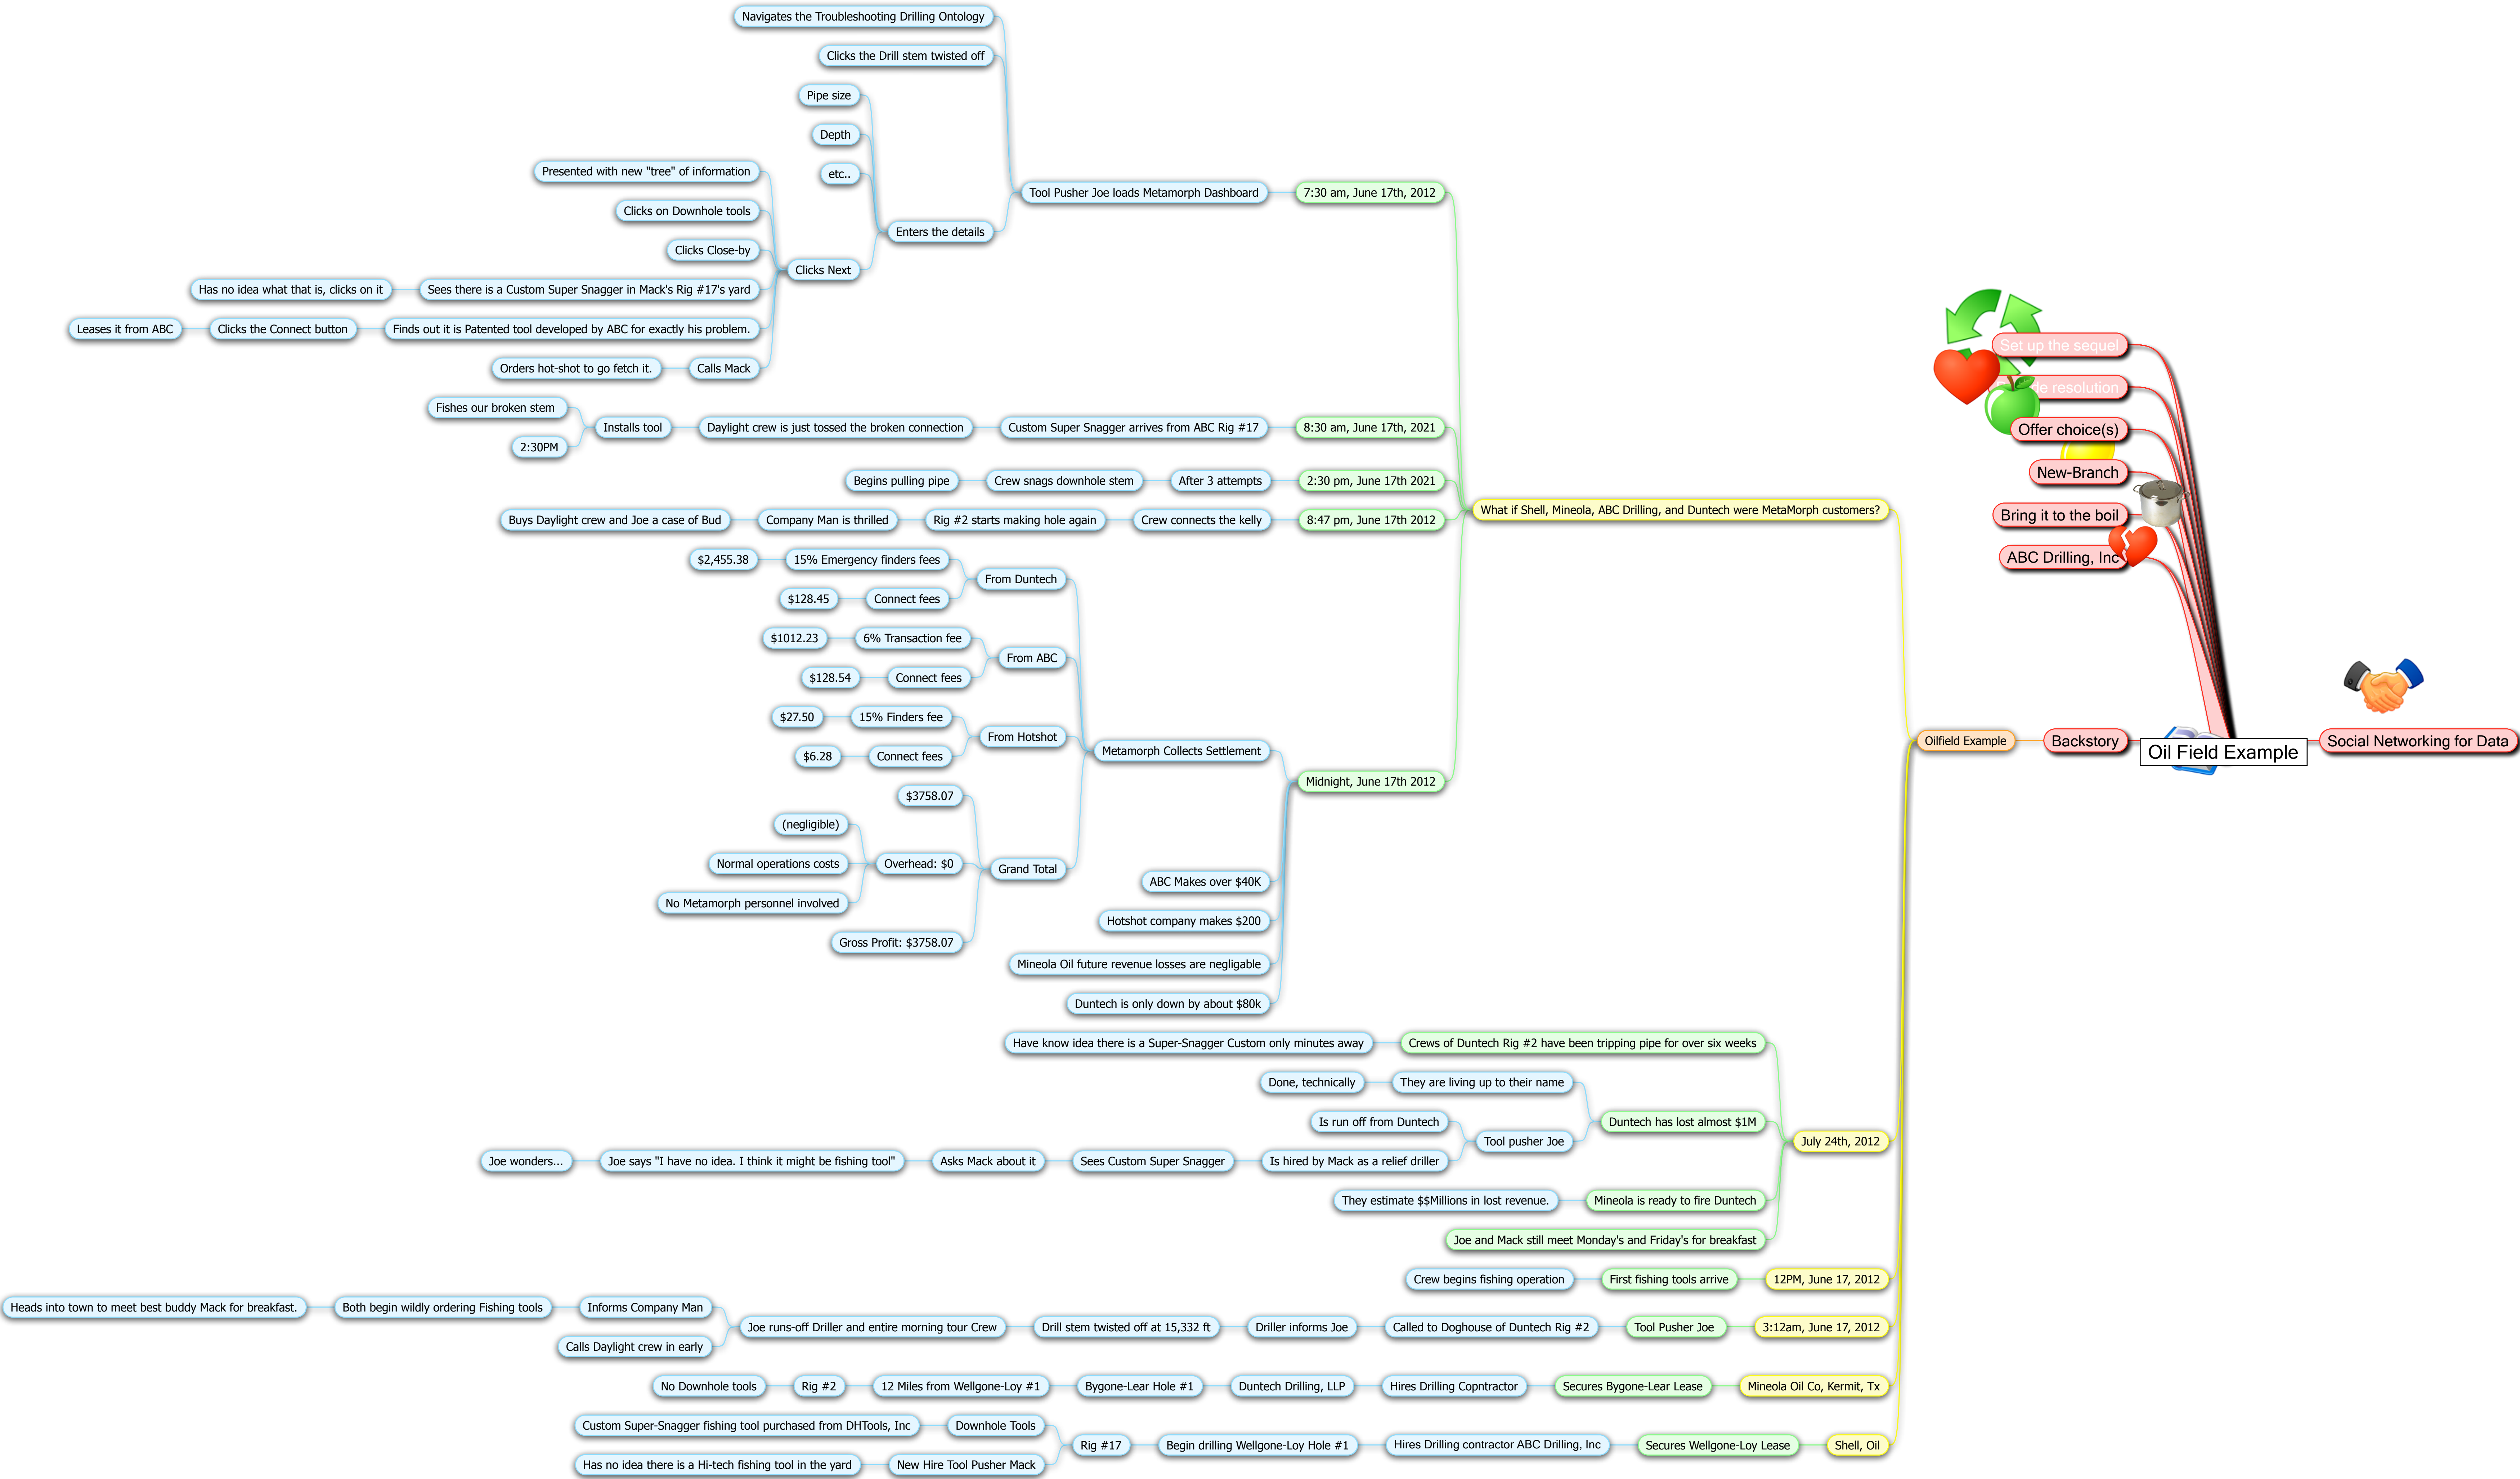 Navigates the Troubleshooting Drilling Ontology
Clicks the Drill stem twisted off
Pipe size
Depth
etc..
Presented with new "tree" of information
Clicks on Downhole tools
Clicks Close-by
Has no idea what that is, clicks on it
Sees there is a Custom Super Snagger in Mack's Rig #17's yard
Leases it from ABC
Clicks the Connect button
Finds out it is Patented tool developed by ABC for exactly his problem.
Orders hot-shot to go fetch it.
Calls Mack
Clicks Next
Enters the details
Tool Pusher Joe loads Metamorph Dashboard
7:30 am, June 17th, 2012
Fishes our broken stem
2:30PM
Installs tool
Daylight crew is just tossed the broken connection
Custom Super Snagger arrives from ABC Rig #17
8:30 am, June 17th, 2021
Begins pulling pipe
Crew snags downhole stem
After 3 attempts
2:30 pm, June 17th 2021
Buys Daylight crew and Joe a case of Bud
Company Man is thrilled
Rig #2 starts making hole again
Crew connects the kelly
8:47 pm, June 17th 2012
What if Shell, Mineola, ABC Drilling, and Duntech were MetaMorph customers?
$2,455.38
15% Emergency finders fees
$128.45
Connect fees
From Duntech
$1012.23
6% Transaction fee
$128.54
Connect fees
From ABC
$27.50
15% Finders fee
$6.28
Connect fees
From Hotshot
Metamorph Collects Settlement
Midnight, June 17th 2012
$3758.07
(negligible)
Normal operations costs
No Metamorph personnel involved
Overhead: $0
Gross Profit: $3758.07
Grand Total
ABC Makes over $40K
Hotshot company makes $200
Mineola Oil future revenue losses are negligable
Duntech is only down by about $80k
Have know idea there is a Super-Snagger Custom only minutes away
Crews of Duntech Rig #2 have been tripping pipe for over six weeks
Done, technically
They are living up to their name
Is run off from Duntech
Tool pusher Joe
Duntech has lost almost $1M
July 24th, 2012
Joe wonders...
Joe says "I have no idea. I think it might be fishing tool"
Asks Mack about it
Sees Custom Super Snagger
Is hired by Mack as a relief driller
They estimate $$Millions in lost revenue.
Mineola is ready to fire Duntech
Joe and Mack still meet Monday's and Friday's for breakfast
Crew begins fishing operation
First fishing tools arrive
12PM, June 17, 2012
Heads into town to meet best buddy Mack for breakfast.
Both begin wildly ordering Fishing tools
Informs Company Man
Calls Daylight crew in early
Joe runs-off Driller and entire morning tour Crew
Drill stem twisted off at 15,332 ft
Driller informs Joe
Called to Doghouse of Duntech Rig #2
Tool Pusher Joe
3:12am, June 17, 2012
No Downhole tools
Rig #2
12 Miles from Wellgone-Loy #1
Bygone-Lear Hole #1
Duntech Drilling, LLP
Hires Drilling Copntractor
Secures Bygone-Lear Lease
Mineola Oil Co, Kermit, Tx
Custom Super-Snagger fishing tool purchased from DHTools, Inc
Downhole Tools
Has no idea there is a Hi-tech fishing tool in the yard
New Hire Tool Pusher Mack
Rig #17
Begin drilling Wellgone-Loy Hole #1
Hires Drilling contractor ABC Drilling, Inc
Secures Wellgone-Loy Lease
Shell, Oil
Set up the sequel
resolution
Offer choice(s)
New-Branch
Bring it to the boil
ABC Drilling, Inc
Oilfield Example
Backstory
Oil Field Example
Social Networking for Data